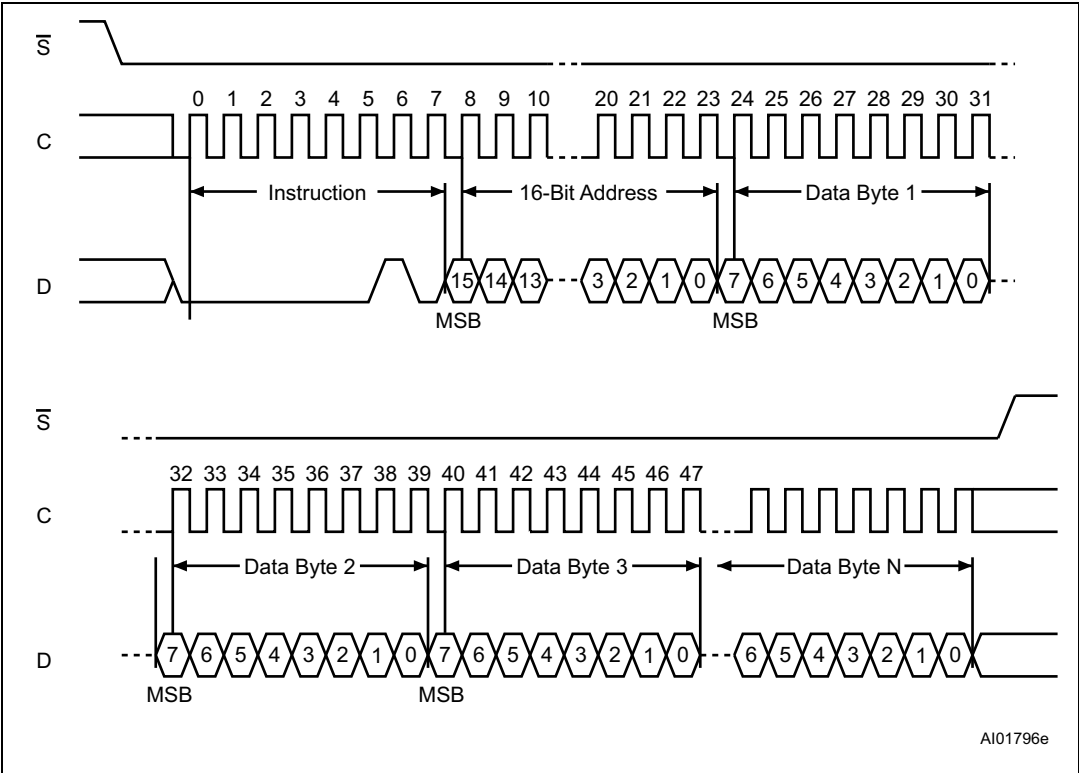 S̅
0 1 2 3 4 5 6 7 8 9 10 20 21 22 23 24 25 26 27 28 29 30 31
C
Instruction 16-Bit Address Data Byte 1
D 15 14 13 3 2 1 0 7 6 5 4 3 2 1 0
MSB MSB
S̅
32 33 34 35 36 37 38 39 40 41 42 43 44 45 46 47
C
Data Byte 2 Data Byte 3 Data Byte N
D 7 6 5 4 3 2 1 0 7 6 5 4 3 2 1 0 6 5 4 3 2 1 0
MSB MSB
AI01796e